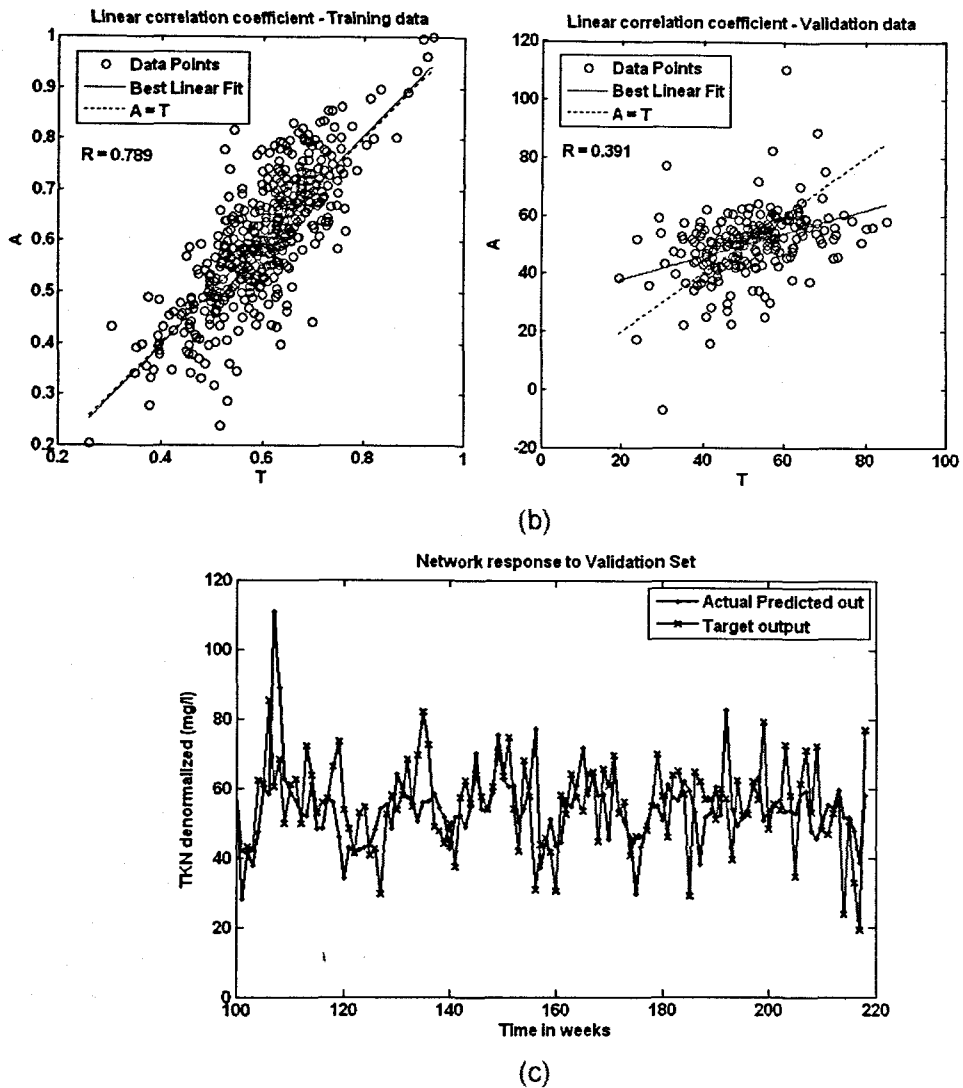 Linear correlation coefficient - Training data
1
0.9
0.8
0.7
0.6
0.5
0.4
0.3
0.2
A
Data Points
Best Linear Fit
A = T
R = 0.789
0.2
0.4
0.6
0.8
1
T
Linear correlation coefficient - Validation data
120
100
80
60
40
20
0
-20
A
Data Points
Best Linear Fit
A = T
R = 0.391
0
20
40
60
80
100
T
(b)
Network response to Validation Set
120
100
80
60
40
20
0
TKN denormalized (mg/l)
Actual Predicted out
Target output
100
120
140
160
180
200
220
Time in weeks
(c)